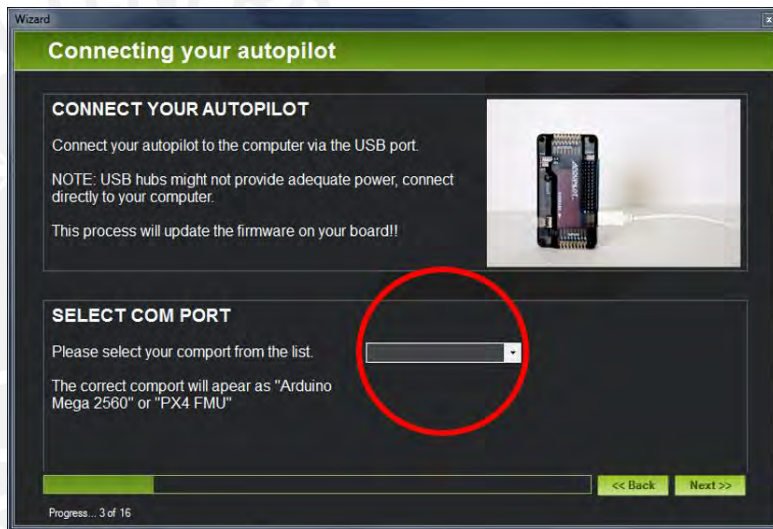 Wizard
Connecting your autopilot
CONNECT YOUR AUTOPILOT
Connect your autopilot to the computer via the USB port.
NOTE: USB hubs might not provide adequate power, connect
directly to your computer.
This process will update the firmware on your board!!
SELECT COM PORT
Please select your comport from the list.
The correct comport will apear as "Arduino
Mega 2560" or "PX4 FMU"
<< Back
Next >>
Progress... 3 of 16